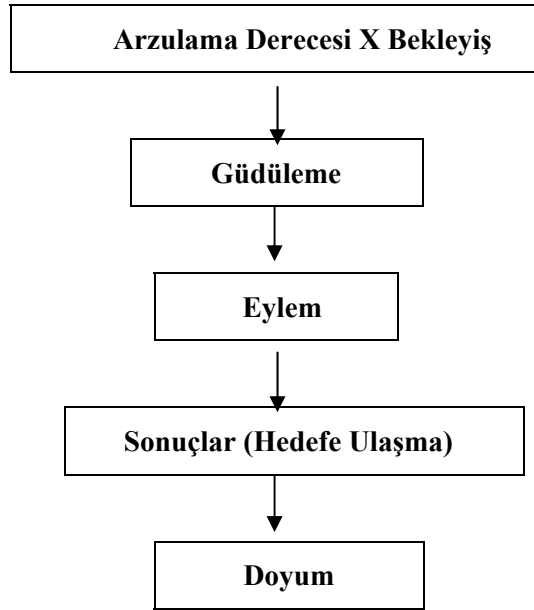 Arzulama Derecesi X Bekleyiş
Güdüleme
Eylem
Sonuçlar (Hedefe Ulaşma)
Doyum